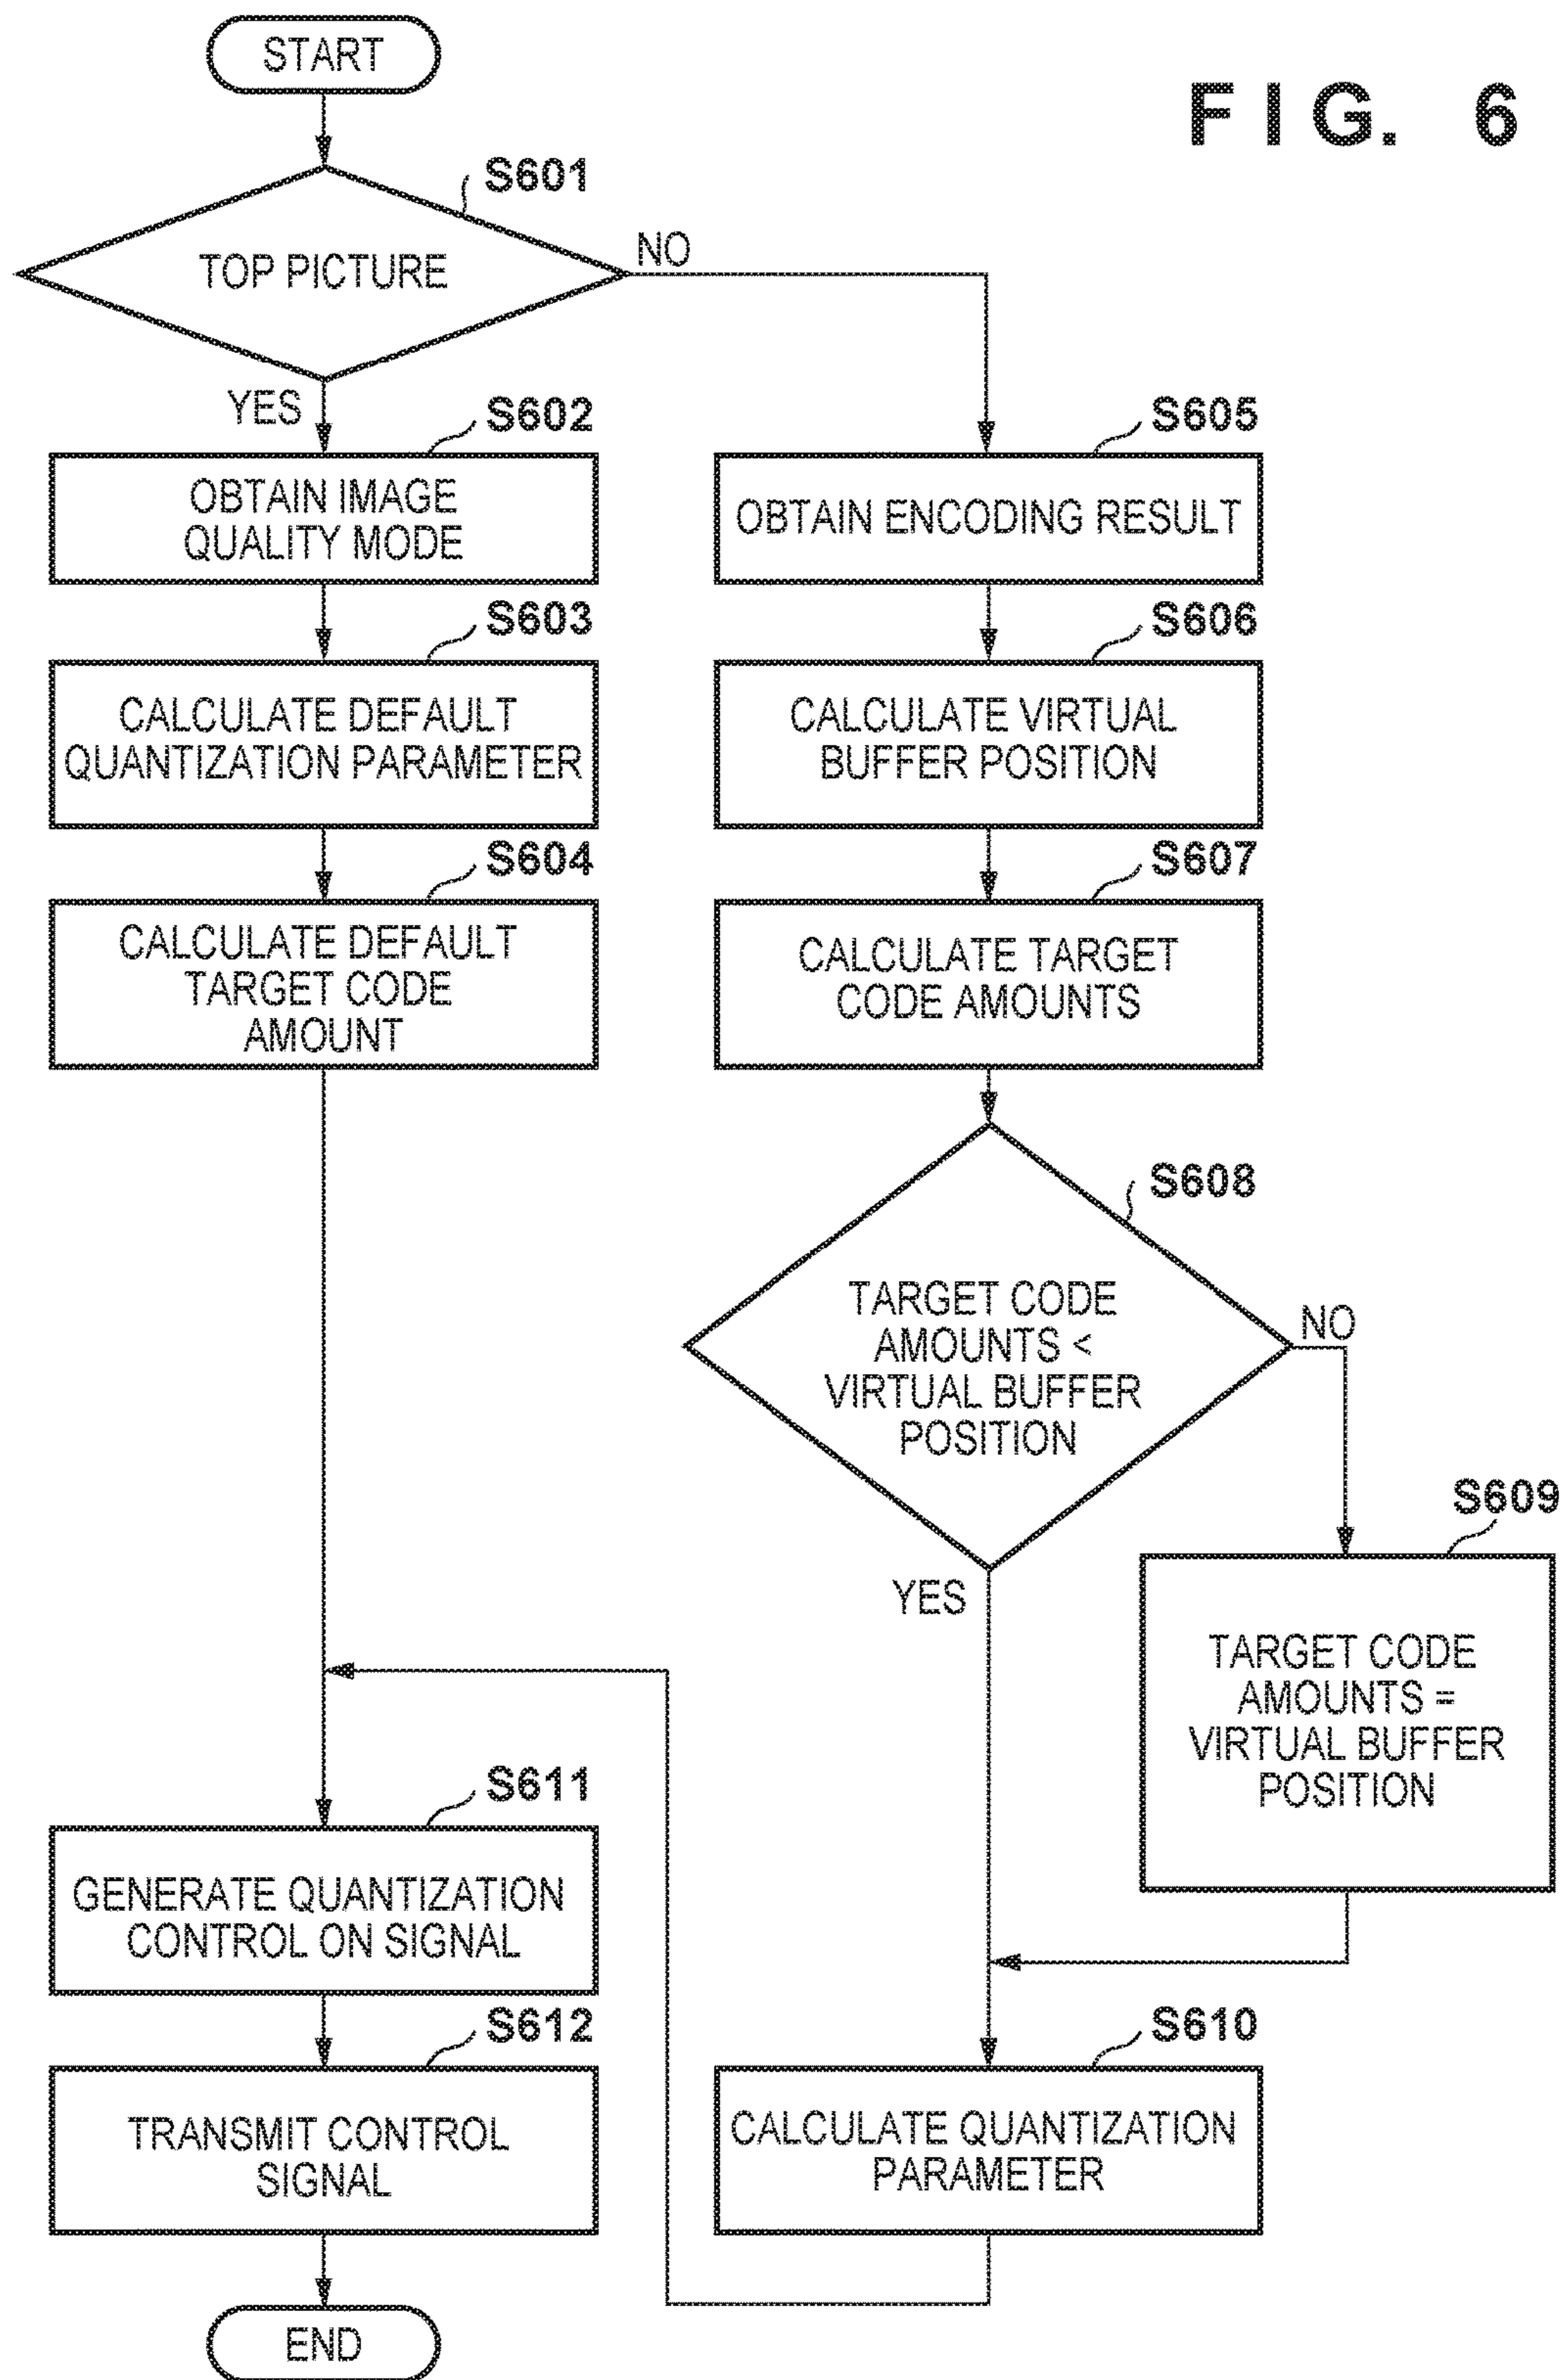 START
FIG. 6
S601
TOP PICTURE
NO
YES
S602
OBTAIN IMAGE
QUALITY MODE
S603
CALCULATE DEFAULT
QUANTIZATION PARAMETER
S604
CALCULATE DEFAULT
TARGET CODE
AMOUNT
S605
OBTAIN ENCODING RESULT
S606
CALCULATE VIRTUAL
BUFFER POSITION
S607
CALCULATE TARGET
CODE AMOUNTS
S608
TARGET CODE
AMOUNTS <
VIRTUAL BUFFER
POSITION
NO
YES
S609
TARGET CODE
AMOUNTS =
VIRTUAL BUFFER
POSITION
S610
CALCULATE QUANTIZATION
PARAMETER
S611
GENERATE QUANTIZATION
CONTROL ON SIGNAL
S612
TRANSMIT CONTROL
SIGNAL
END